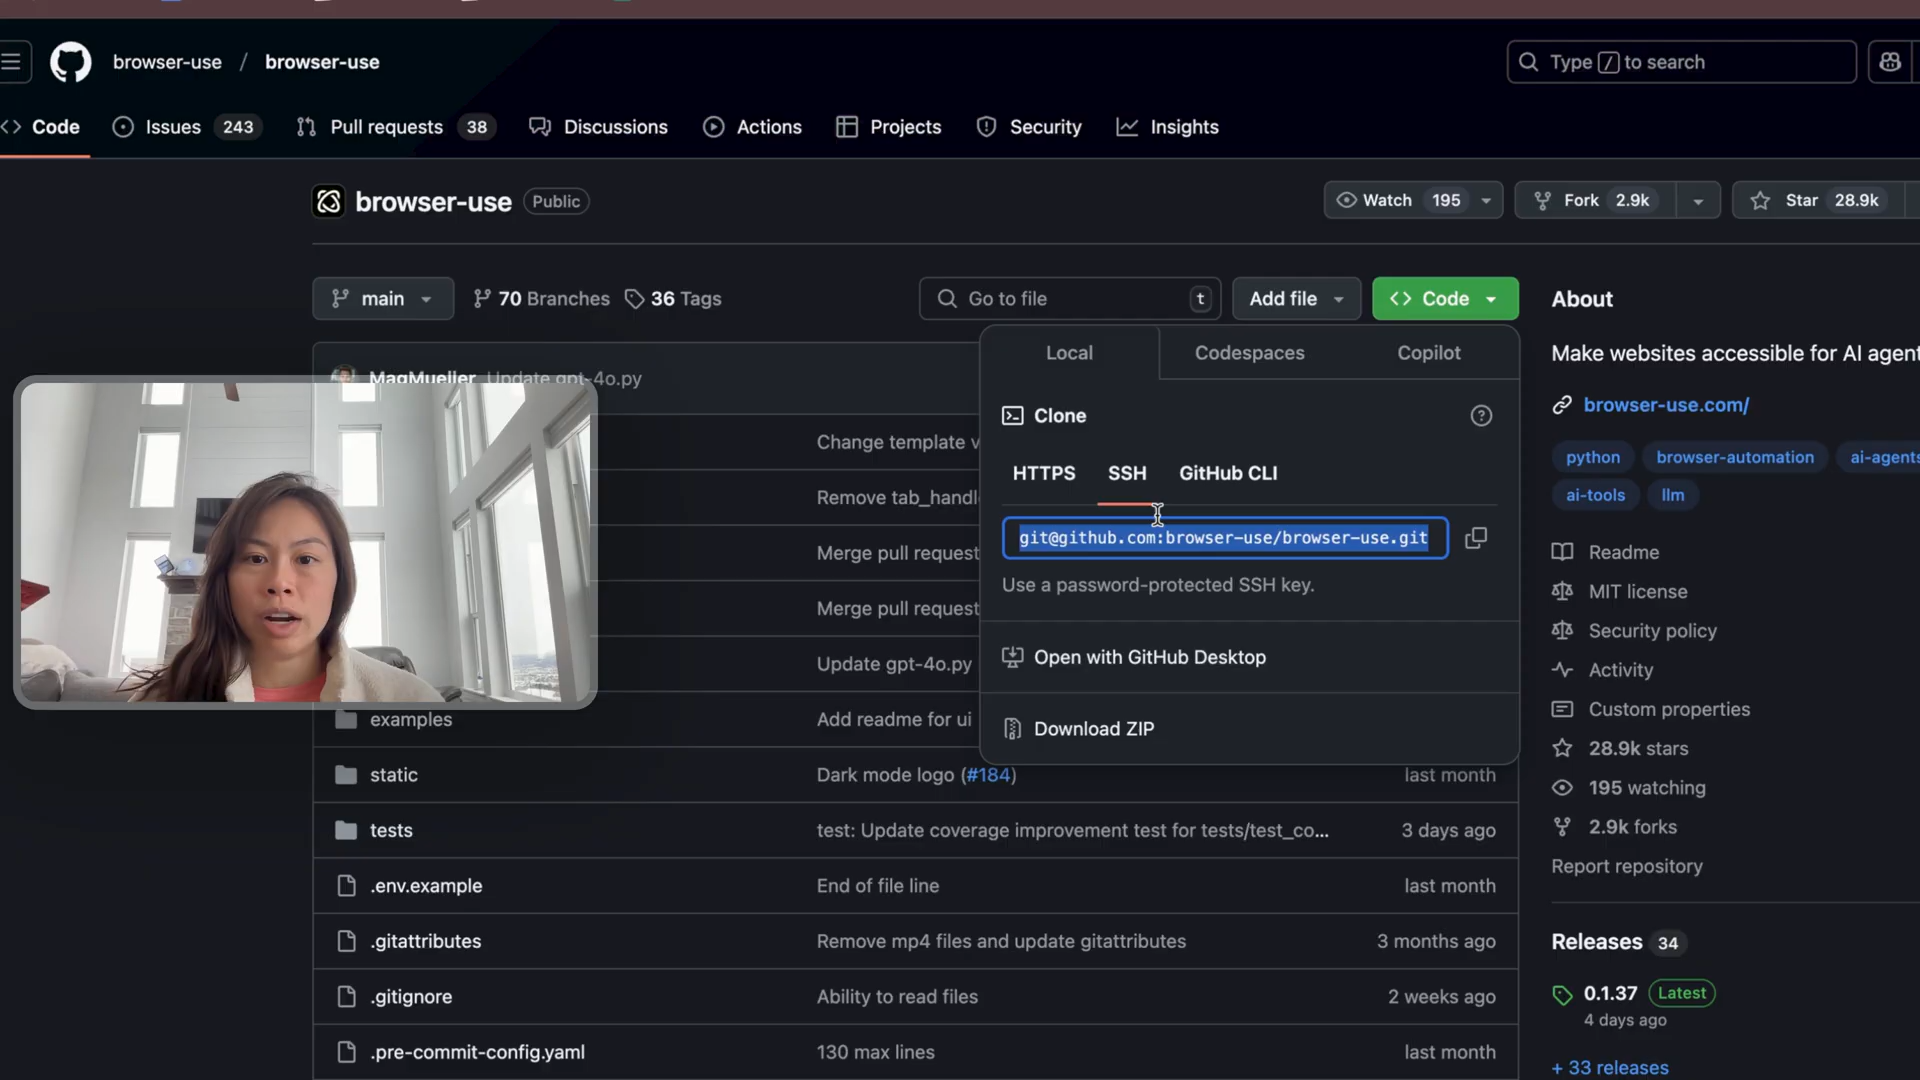 browser-use / browser-use
Type / to search
Code
Issues 243
Pull requests 38
Discussions
Actions
Projects
Security
Insights
browser-use Public
Watch 195
Fork 2.9k
Star 28.9k
main
70 Branches
36 Tags
Go to file t
Add file
Code
MagMueller Update gpt-4o.py
Local
Codespaces
Copilot
Clone
HTTPS
SSH
GitHub CLI
git@github.com:browser-use/browser-use.git
Use a password-protected SSH key.
Open with GitHub Desktop
Download ZIP
Change template
Remove tab_handl
Merge pull request
Merge pull request
Update gpt-4o.py
examples Add readme for ui
static Dark mode logo (#184) last month
tests test: Update coverage improvement test for tests/test_co... 3 days ago
.env.example End of file line last month
.gitattributes Remove mp4 files and update gitattributes 3 months ago
.gitignore Ability to read files 2 weeks ago
.pre-commit-config.yaml 130 max lines last month
About
Make websites accessible for AI agent
browser-use.com/
python browser-automation ai-agents
ai-tools llm
Readme
MIT license
Security policy
Activity
Custom properties
28.9k stars
195 watching
2.9k forks
Report repository
Releases 34
0.1.37 Latest
4 days ago
+ 33 releases